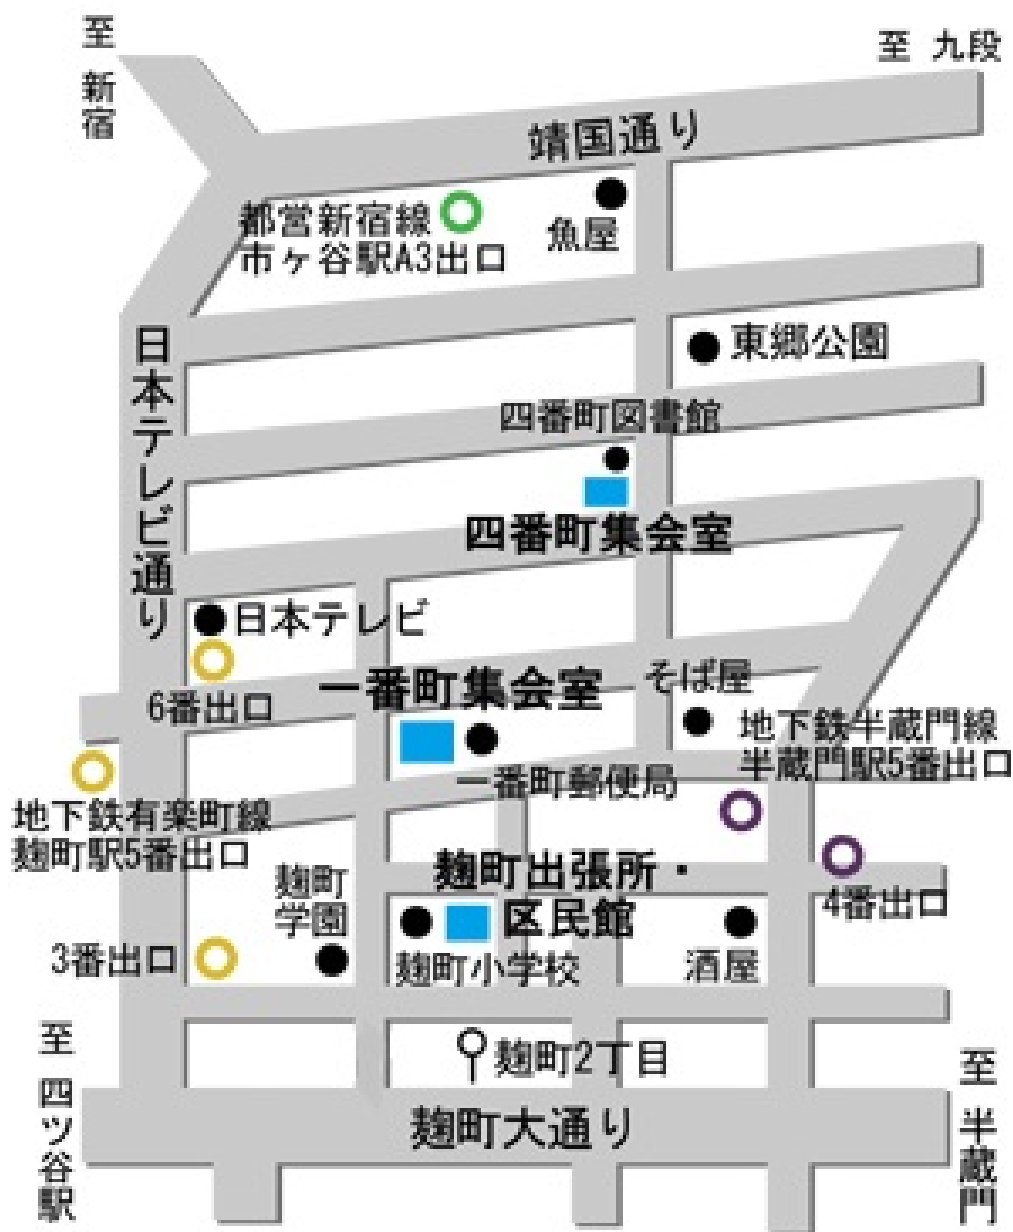 至 新宿
至 九段
靖国通り
都営新宿線
市ヶ谷駅A3出口
魚屋
日本テレビ通り
東郷公園
四番町図書館
四番町集会室
日本テレビ
6番出口
一番町集会室
そば屋
地下鉄半蔵門線
半蔵門駅5番出口
一番町郵便局
地下鉄有楽町線
麹町駅5番出口
麹町
学園
麹町出張所・
区民館
4番出口
3番出口
麹町小学校
酒屋
至 四ツ谷駅
麹町2丁目
麹町大通り
至 半蔵門